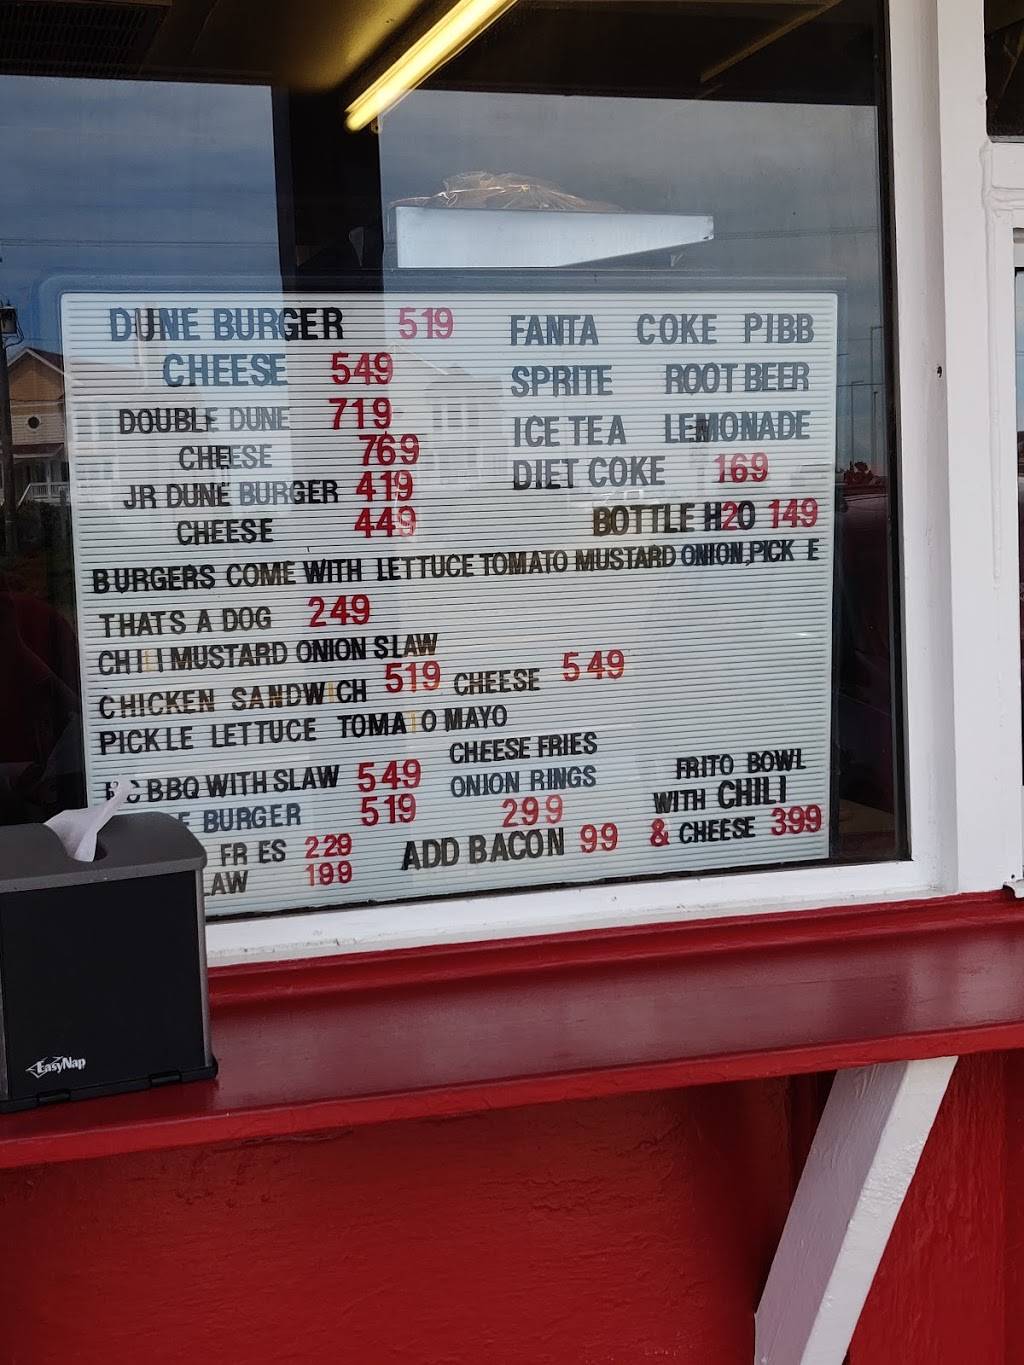 DUNE BURGER 519
CHEESE 549
DOUBLE DUNE 719
CHEESE 769
JR DUNE BURGER 419
CHEESE 449
FANTA COKE PIBB
SPRITE ROOT BEER
ICE TEA LEMONADE
DIET COKE 169
BOTTLE H20 149
BURGERS COME WITH LETTUCE TOMATO MUSTARD ONION, PICK E
THATS A DOG 249
CHILI MUSTARD ONION SLAW
CHICKEN SANDWICH 519 CHEESE 549
PICKLE LETTUCE TOMATO MAYO
BBQ WITH SLAW 549
BURGER 519
FR ES 229
LAW 199
CHEESE FRIES
ONION RINGS
299
ADD BACON 99
FRITO BOWL
WITH CHILI
& CHEESE 399
EasyNap